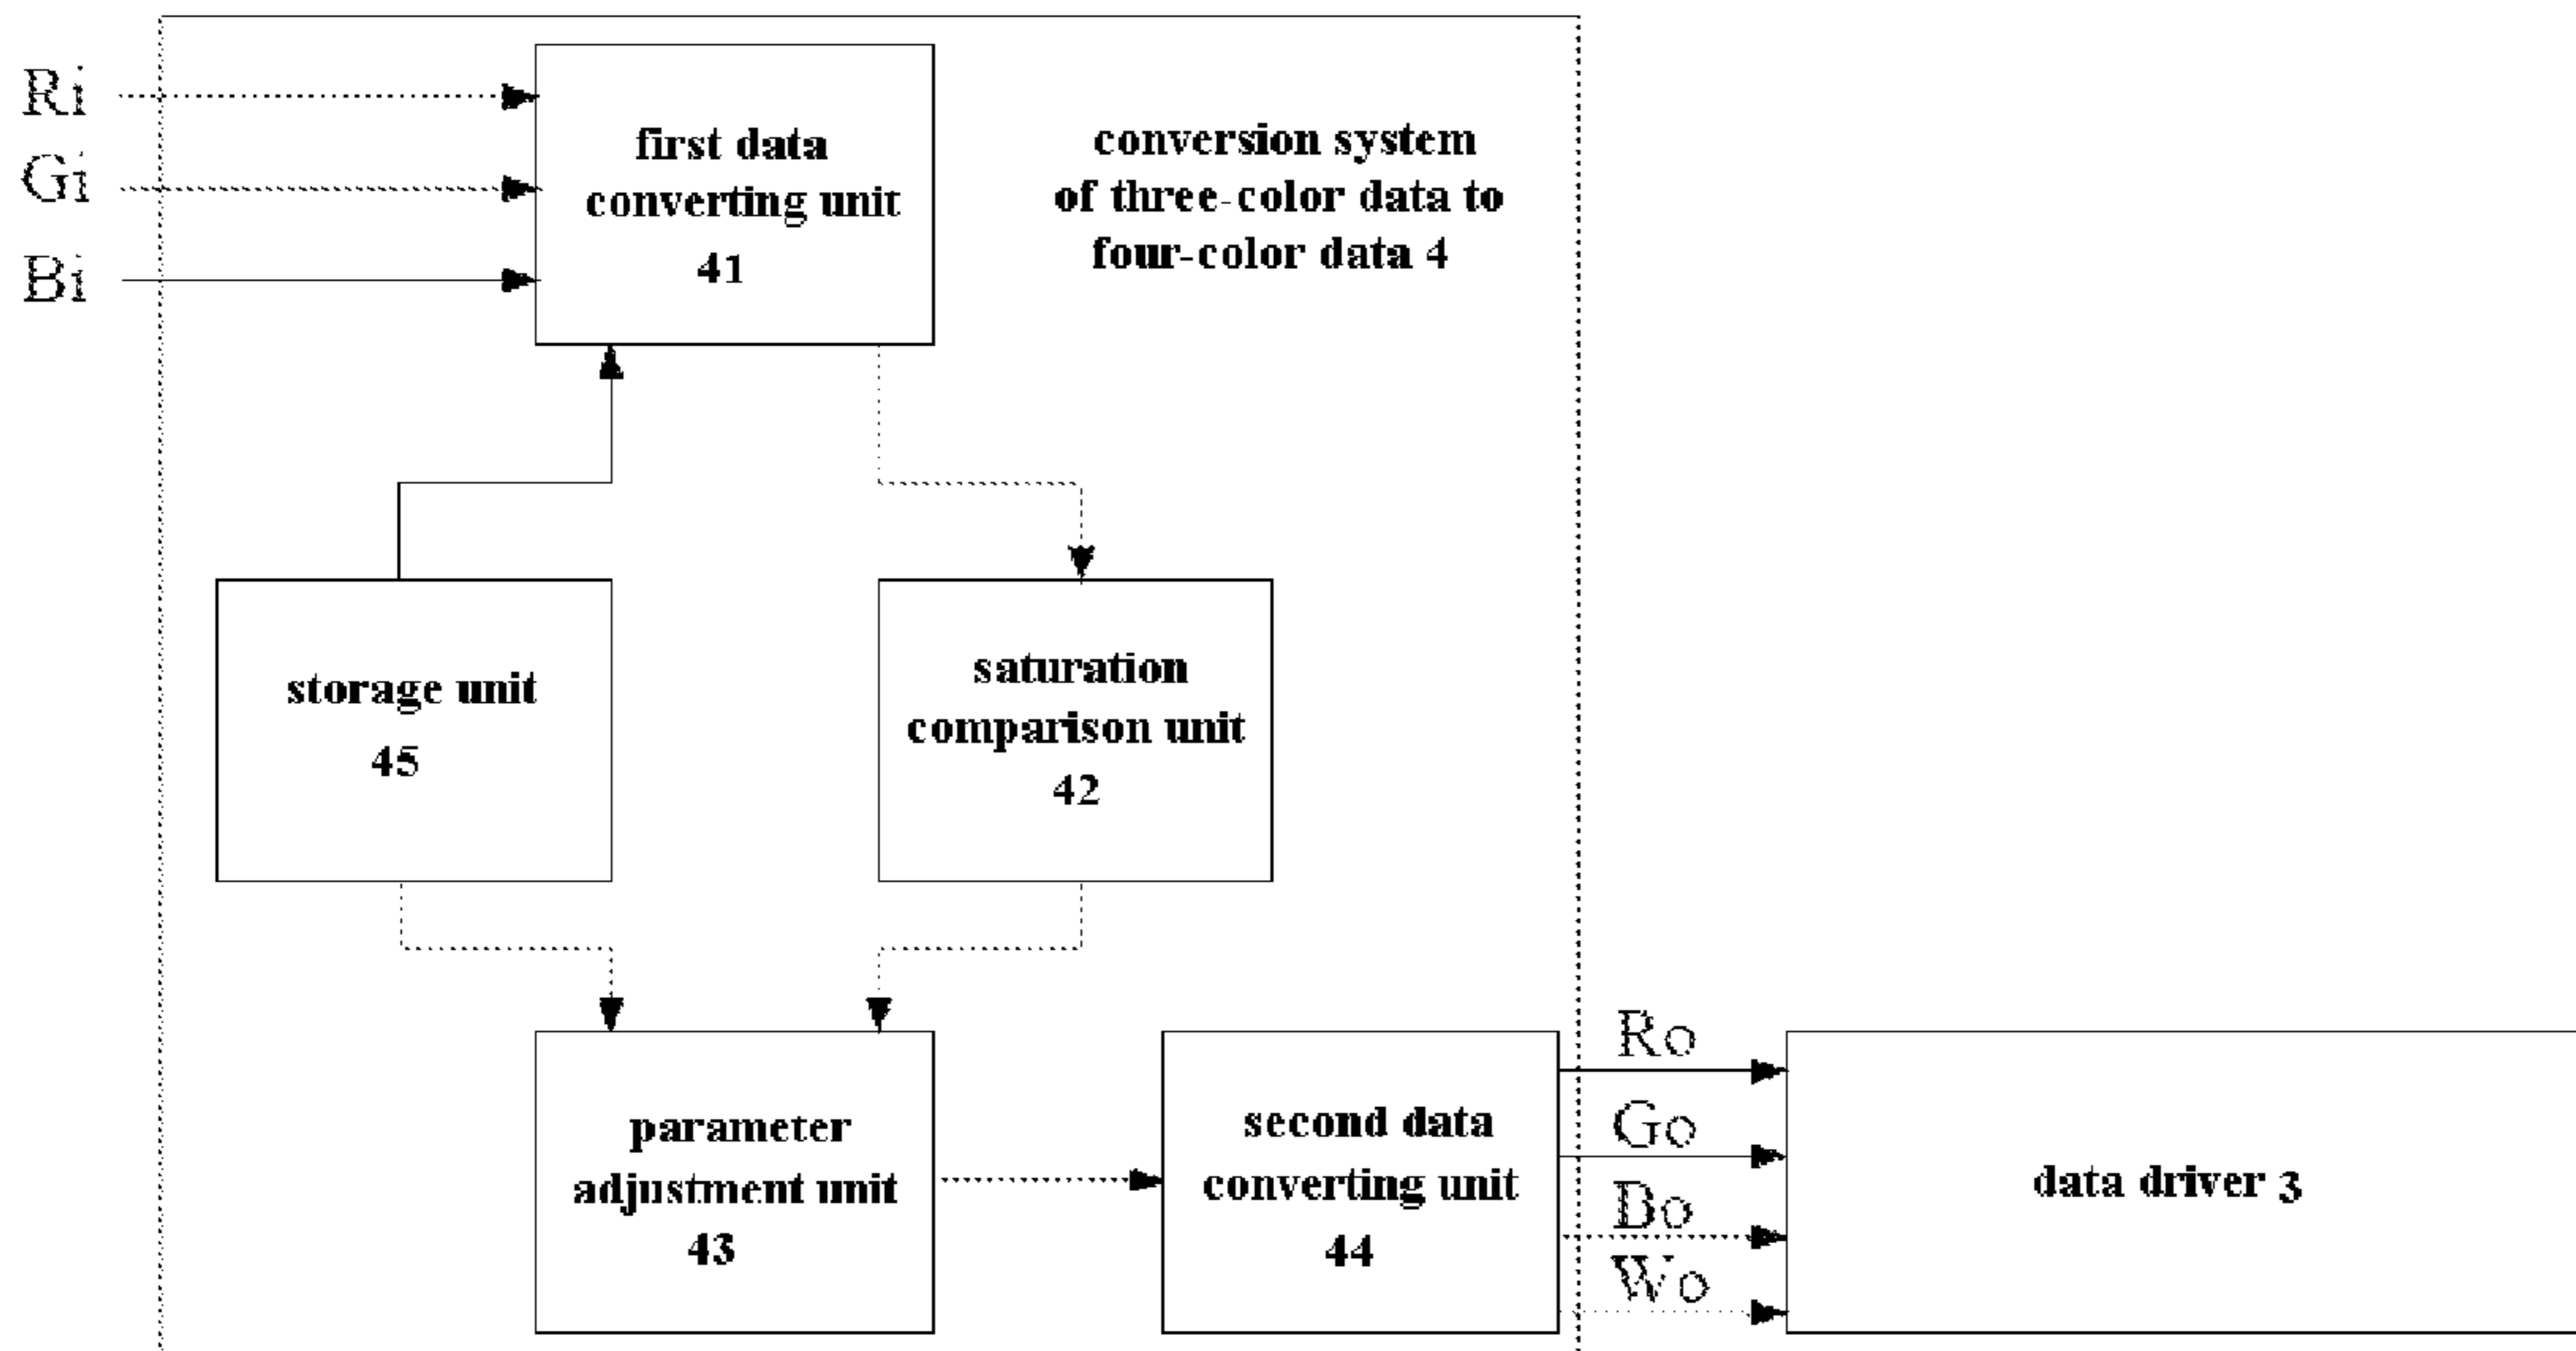 Ri
Gi
Bi
first data
converting unit
41
conversion system
of three-color data to
four-color data 4
storage unit
45
saturation
comparison unit
42
parameter
adjustment unit
43
second data
converting unit
44
Ro
Go
Bo
Wo
data driver 3